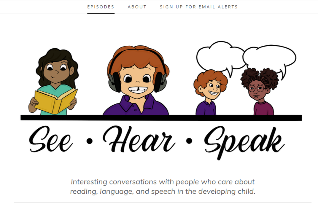 EPISODES ABOUT SIGN UP FOR EMAIL ALERTS
See • Hear • Speak
Interesting conversations with people who care about
reading, language, and speech in the developing child.